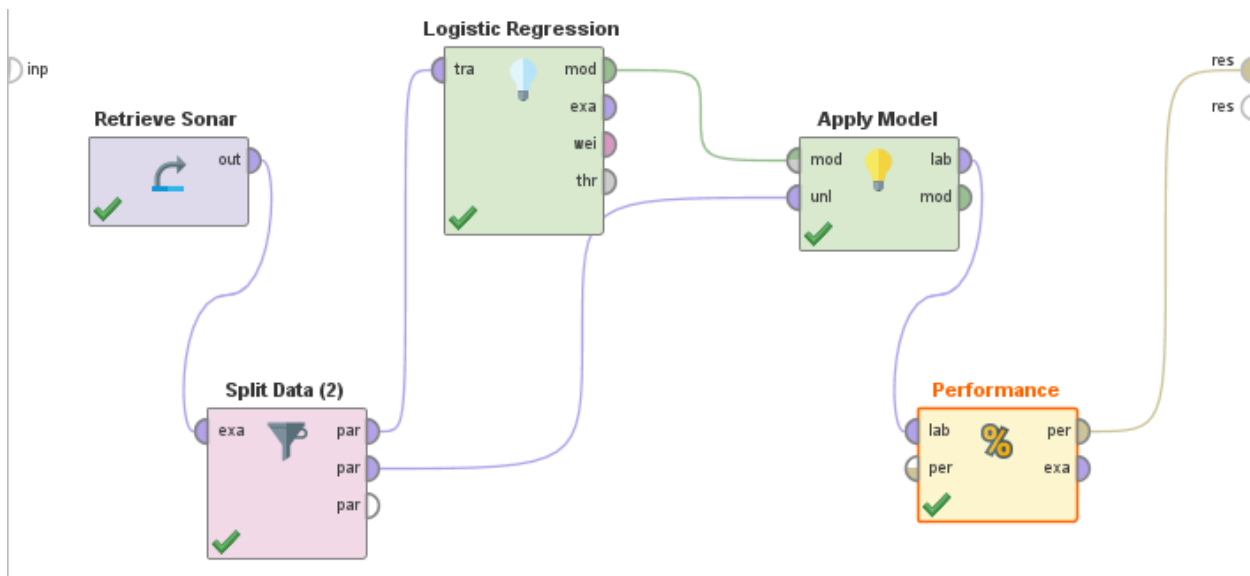 inp
Retrieve Sonar
out
Logistic Regression
tra
mod
exa
wei
thr
Apply Model
mod
lab
unl
mod
res
res
Split Data (2)
exa
par
par
par
Performance
lab
per
%
per
exa